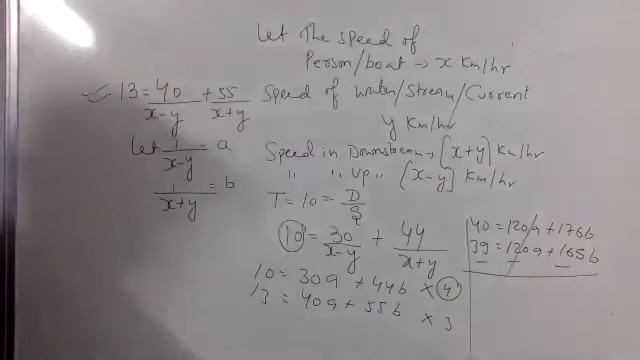 Let The Speed of
Person/boat → x Km/hr
13 = 40/x-y + 55/x+y
Speed of Water/Stream/Current
y Km/hr
Let 1/x-y = a
1/x+y = b
Speed in Downstream → [x+y] Km/hr
" " Up " [x-y] Km/hr
T = 10 = D/S
10 = 30/x-y + 44/x+y
10 = 30a + 44b × 4
13 = 40a + 55b × 3
40 = 120a + 176b
39 = 120a + 165b
- - -